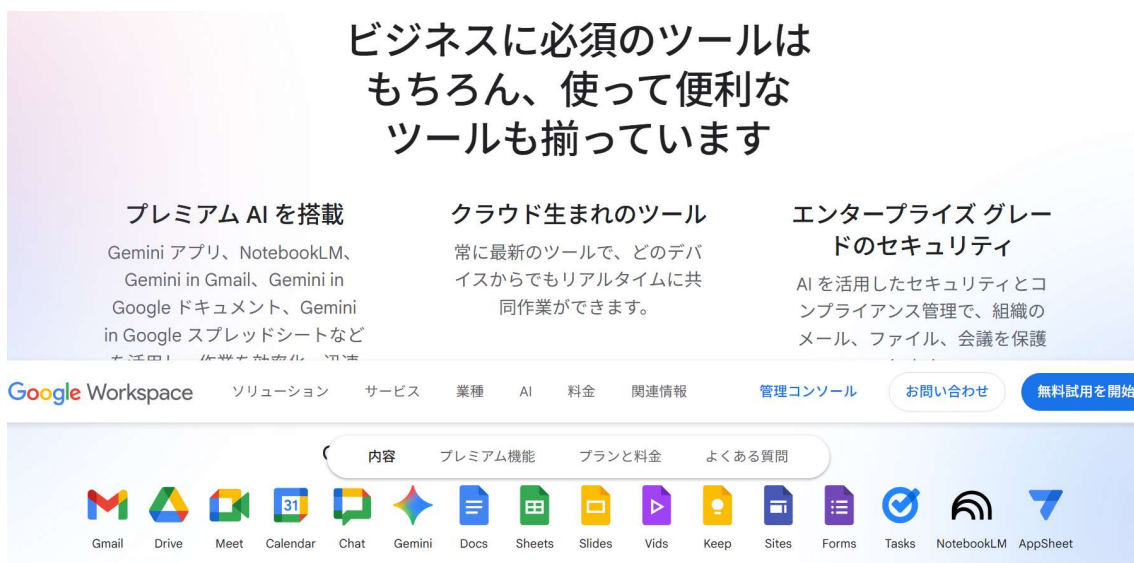 ビジネスに必須のツールは
もちろん、使って便利な
ツールも揃っています
プレミアム AI を搭載
Gemini アプリ、NotebookLM、
Gemini in Gmail、Gemini in
Google ドキュメント、Gemini
in Google スプレッドシートなど
を活用し、作業を効率化、迅速
クラウド生まれのツール
常に最新のツールで、どのデバ
イスからでもリアルタイムに共
同作業ができます。
エンタープライズ グレー
ドのセキュリティ
AI を活用したセキュリティとコ
ンプライアンス管理で、組織の
メール、ファイル、会議を保護
Google Workspace ソリューション サービス 業種 AI 料金 関連情報 管理コンソール お問い合わせ 無料試用を開始
内容 プレミアム機能 プランと料金 よくある質問
31
Gmail Drive Meet Calendar Chat Gemini Docs Sheets Slides Vids Keep Sites Forms Tasks NotebookLM AppSheet